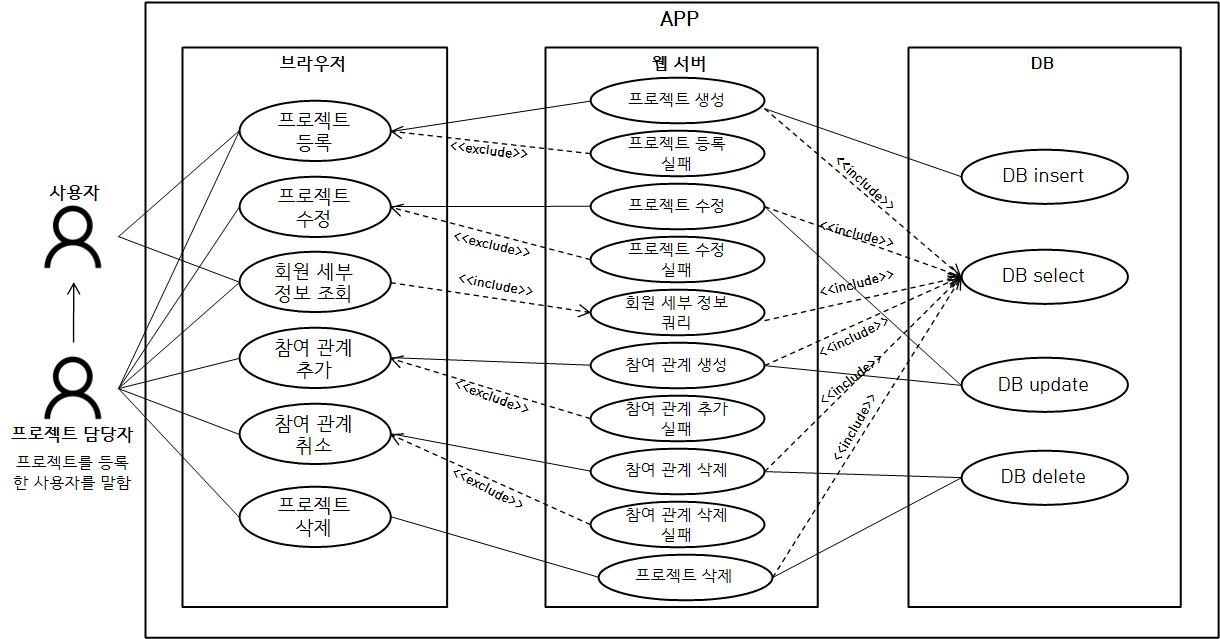 APP
브라우저
웹 서버
DB
사용자
프로젝트 담당자
프로젝트를 등록
한 사용자를 말함
프로젝트
등록
프로젝트
수정
회원 세부
정보 조회
참여 관계
추가
참여 관계
취소
프로젝트
삭제
<<exclude>>
<<exclude>>
<<include>>
<<exclude>>
<<exclude>>
프로젝트 생성
프로젝트 등록
실패
프로젝트 수정
프로젝트 수정
실패
회원 세부 정보
쿼리
참여 관계 생성
참여 관계 추가
실패
참여 관계 삭제
참여 관계 삭제
실패
프로젝트 삭제
<<include>>
<<include>>
<<include>>
<<include>>
<<include>>
<<include>>
DB insert
DB select
DB update
DB delete